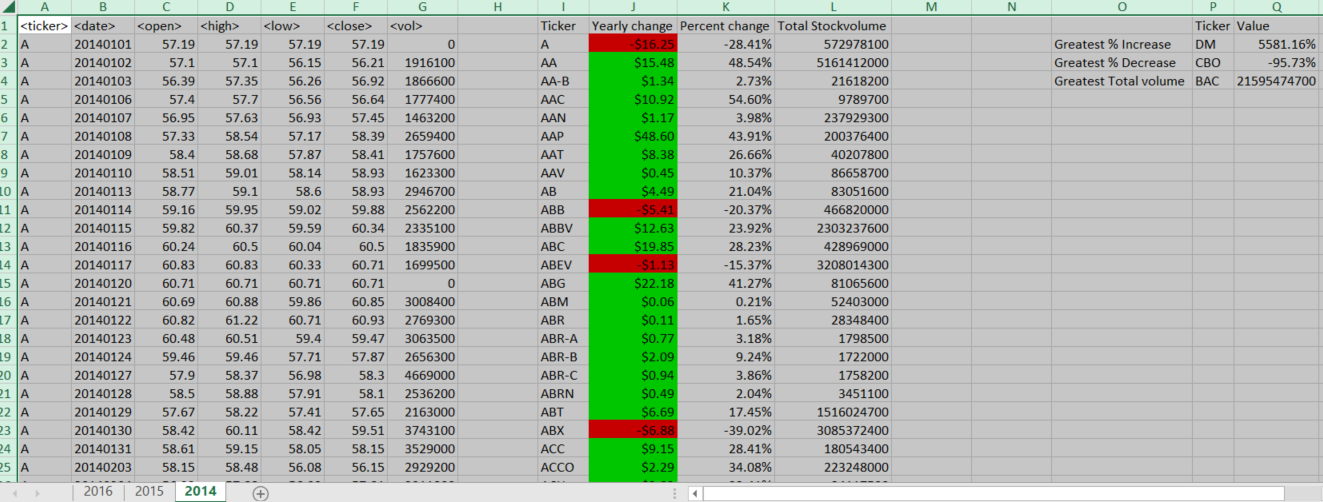 A B C D E F G H I J K L M N O P Q
1 <ticker> <date> <open> <high> <low> <close> <vol> Ticker Yearly change Percent change Total Stockvolume Ticker Value
2 A 20140101 57.19 57.19 57.19 57.19 0 A -$16.25 -28.41% 572978100 Greatest % Increase DM 5581.16%
3 A 20140102 57.1 57.1 56.15 56.21 1916100 AA $15.48 48.54% 5161412000 Greatest % Decrease CBO -95.73%
4 A 20140103 56.39 57.35 56.26 56.92 1866600 AA-B $1.34 2.73% 21618200 Greatest Total volume BAC 21595474700
5 A 20140106 57.4 57.7 56.56 56.64 1777400 AAC $10.92 54.60% 9789700
6 A 20140107 56.95 57.63 56.93 57.45 1463200 AAN $1.17 3.98% 237929300
7 A 20140108 57.33 58.54 57.17 58.39 2659400 AAP $48.60 43.91% 200376400
8 A 20140109 58.4 58.68 57.87 58.41 1757600 AAT $8.38 26.66% 40207800
9 A 20140110 58.51 59.01 58.14 58.93 1623300 AAV $0.45 10.37% 86658700
10 A 20140113 58.77 59.1 58.6 58.93 2946700 AB $4.49 21.04% 83051600
11 A 20140114 59.16 59.95 59.02 59.88 2562200 ABB -$5.41 -20.37% 466820000
12 A 20140115 59.82 60.37 59.59 60.34 2335100 ABBV $12.63 23.92% 2303237600
13 A 20140116 60.24 60.5 60.04 60.5 1835900 ABC $19.85 28.23% 428969000
14 A 20140117 60.83 60.83 60.33 60.71 1699500 ABEV -$1.13 -15.37% 3208014300
15 A 20140120 60.71 60.71 60.71 60.71 0 ABG $22.18 41.27% 81065600
16 A 20140121 60.69 60.88 59.86 60.85 3008400 ABM $0.06 0.21% 52403000
17 A 20140122 60.82 61.22 60.71 60.93 2769300 ABR $0.11 1.65% 28348400
18 A 20140123 60.48 60.51 59.4 59.47 3063500 ABR-A $0.77 3.18% 1798500
19 A 20140124 59.46 59.46 57.71 57.87 2656300 ABR-B $2.09 9.24% 1722000
20 A 20140127 57.9 58.37 56.98 58.3 4669000 ABR-C $0.94 3.86% 1758200
21 A 20140128 58.5 58.88 57.91 58.1 2536200 ABRN $0.49 2.04% 3451100
22 A 20140129 57.67 58.22 57.41 57.65 2163000 ABT $6.69 17.45% 1516024700
23 A 20140130 58.42 60.11 58.42 59.51 3743100 ABX -$6.88 -39.02% 3085372400
24 A 20140131 58.61 59.15 58.05 58.15 3529000 ACC $9.15 28.41% 180543400
25 A 20140203 58.15 58.48 56.08 56.15 2929200 ACCO $2.29 34.08% 223248000
2016 2015 2014